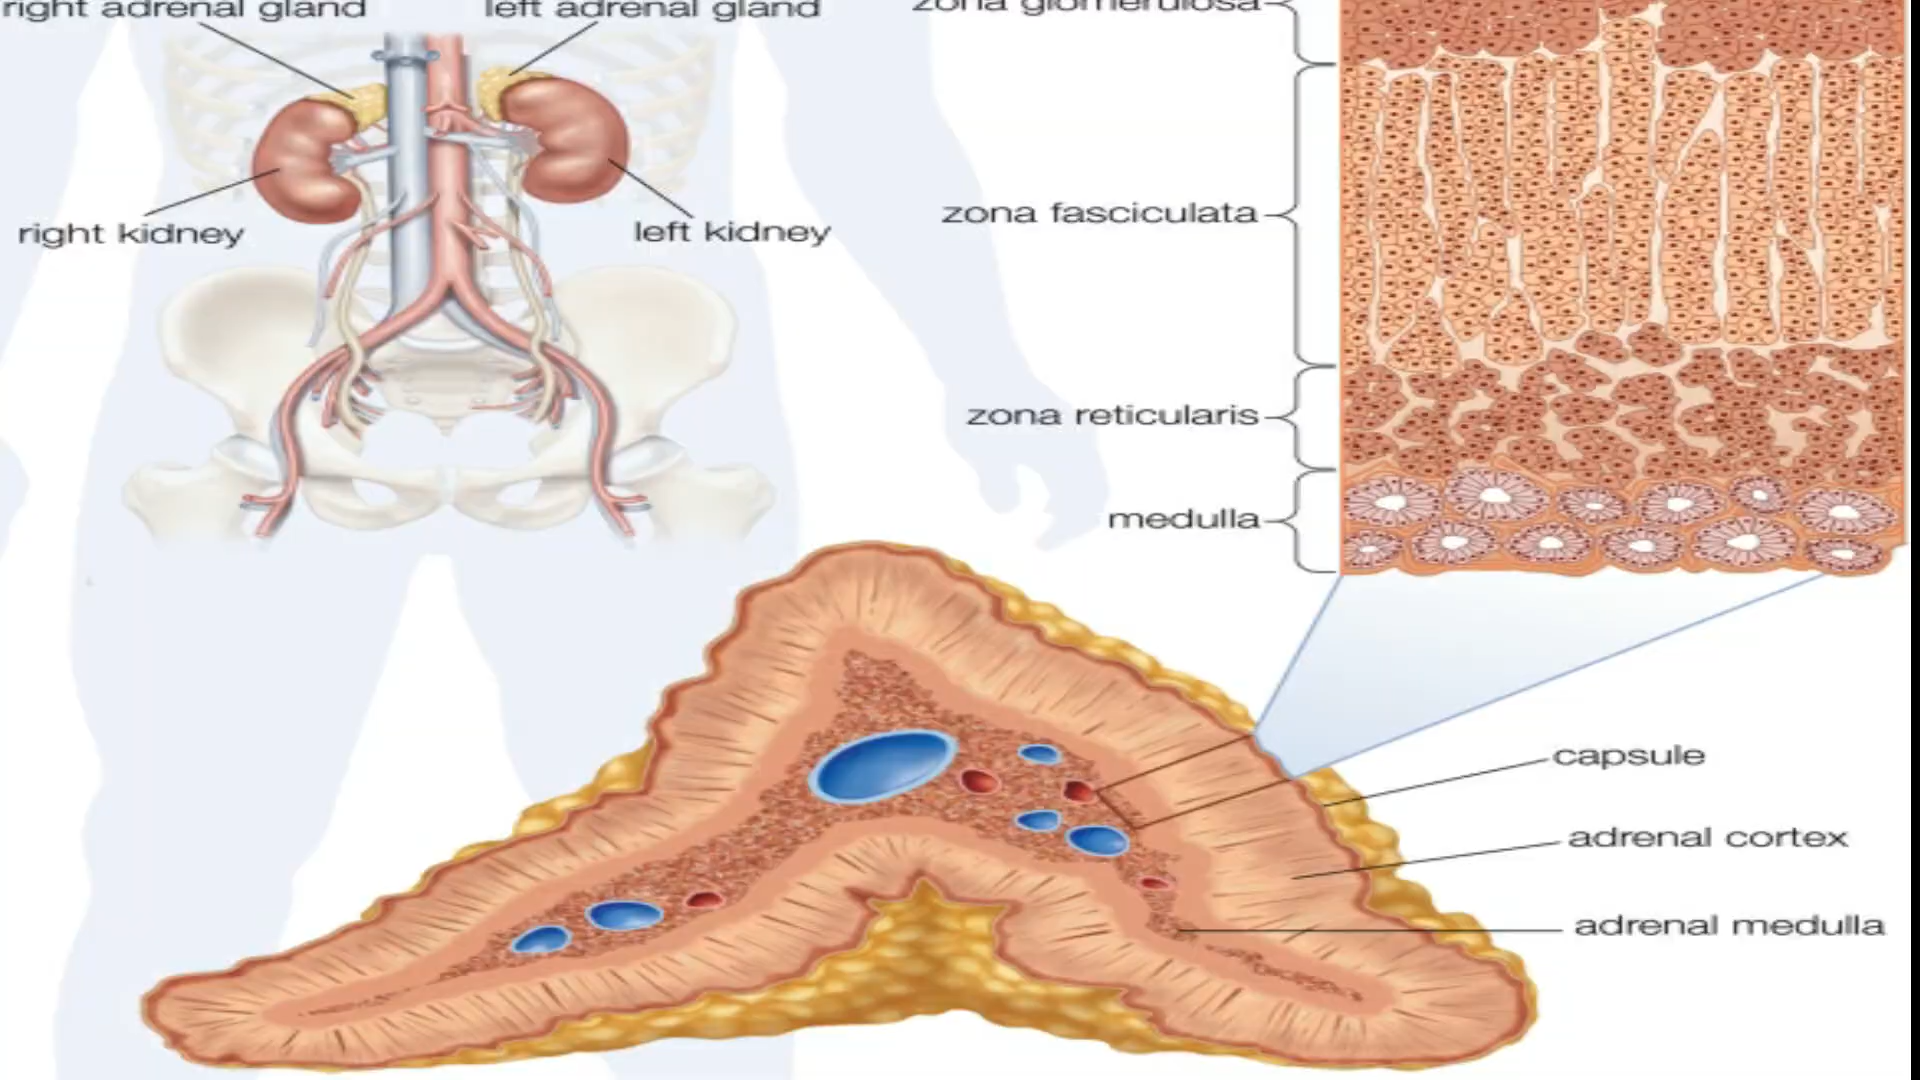 right adrenal gland
left adrenal gland
zona glomerulosa
right kidney
left kidney
zona fasciculata
zona reticularis
medulla
capsule
adrenal cortex
adrenal medulla